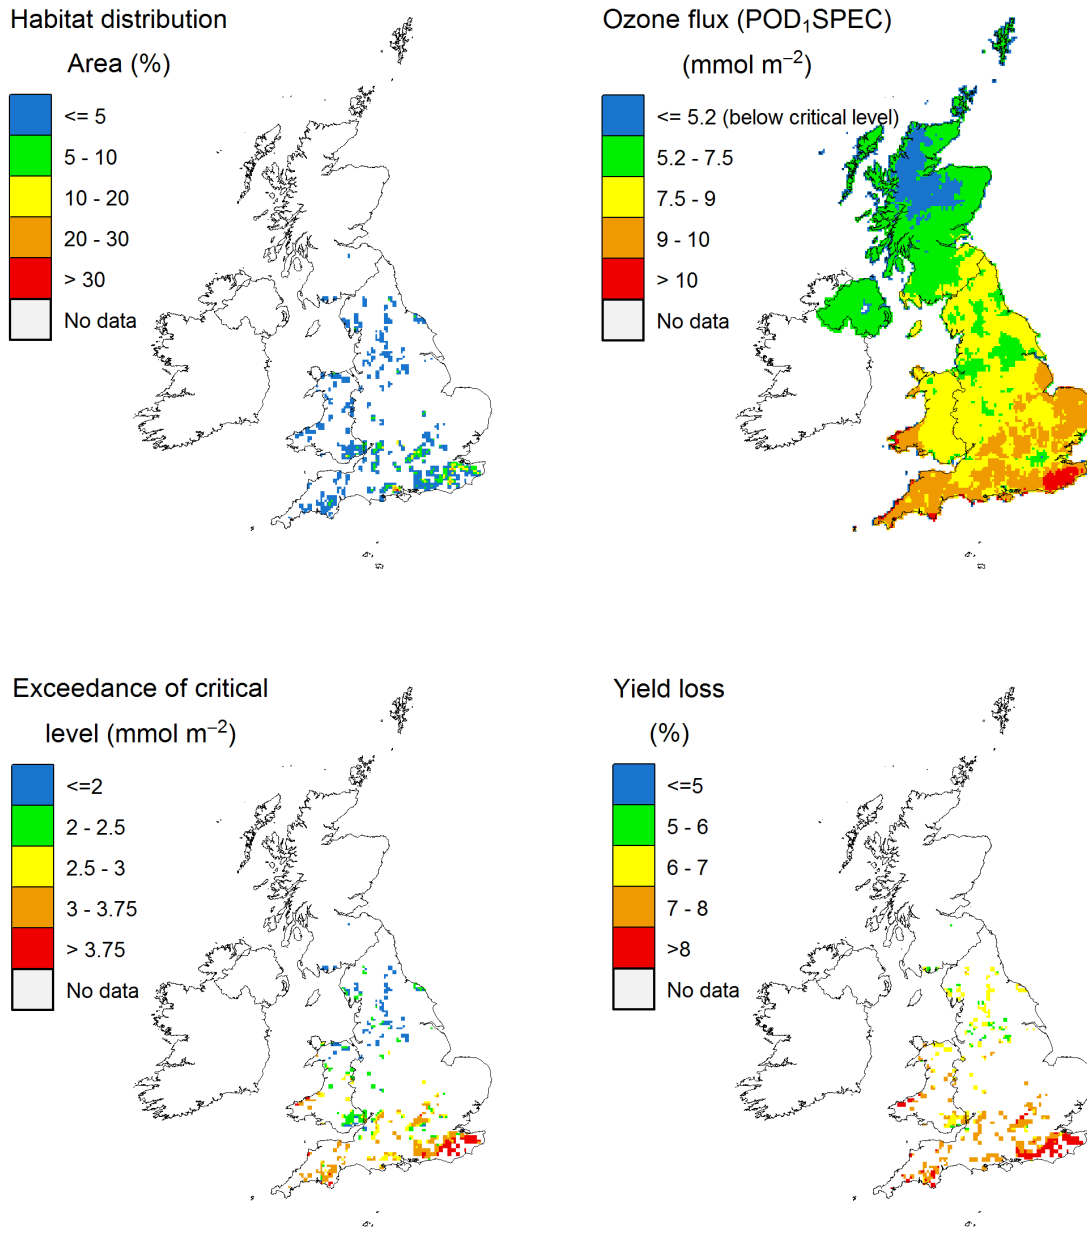 Habitat distribution
Area (%)
<= 5
5 - 10
10 - 20
20 - 30
> 30
No data
Ozone flux (POD₁SPEC)
(mmol m⁻²)
<= 5.2 (below critical level)
5.2 - 7.5
7.5 - 9
9 - 10
> 10
No data
Exceedance of critical
level (mmol m⁻²)
<=2
2 - 2.5
2.5 - 3
3 - 3.75
> 3.75
No data
Yield loss
(%)
<=5
5 - 6
6 - 7
7 - 8
>8
No data